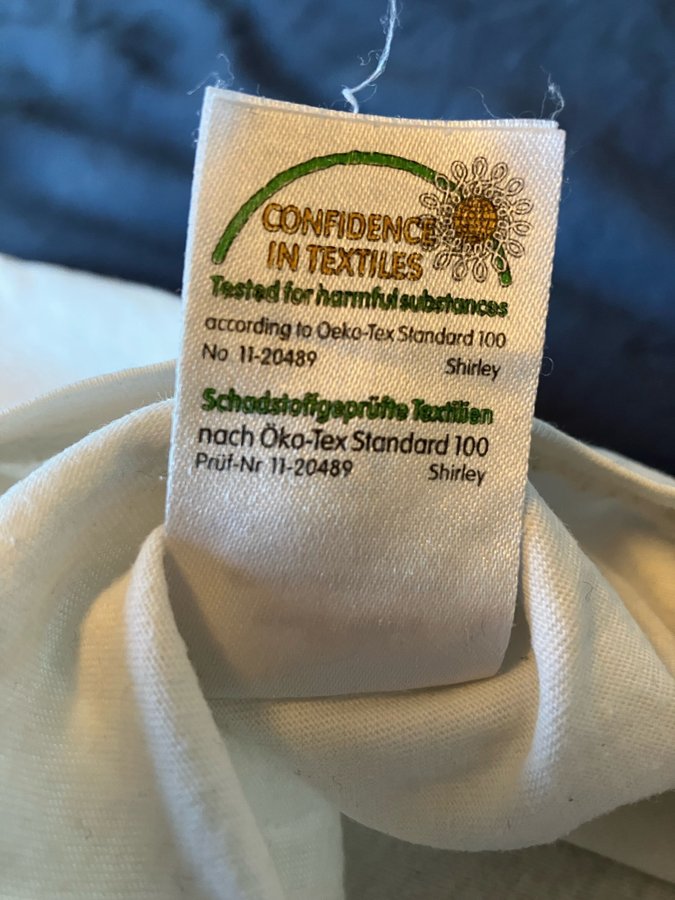 CONFIDENCE
IN TEXTILES
Tested for harmful substances
according to Oeko-Tex Standard 100
No 11-20489 Shirley
Schadstoffgeprüfte Textilien
nach Öko-Tex Standard 100
Prüf-Nr 11-20489 Shirley